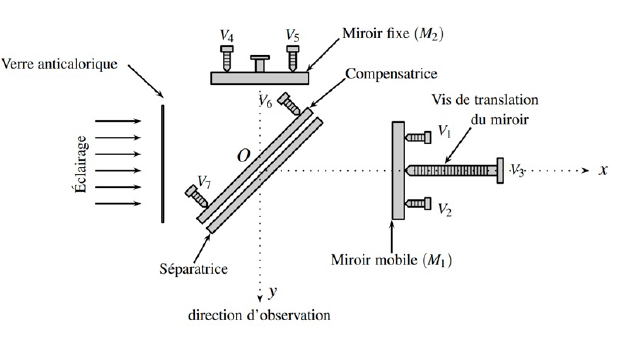 V4 V5 Miroir fixe (M2)
Verre anticalorique
Compensatrice
V6 Vis de translation
du miroir
V1
O
Éclairage
V3 x
V7
V2
Séparatrice
Miroir mobile (M1)
y
direction d'observation